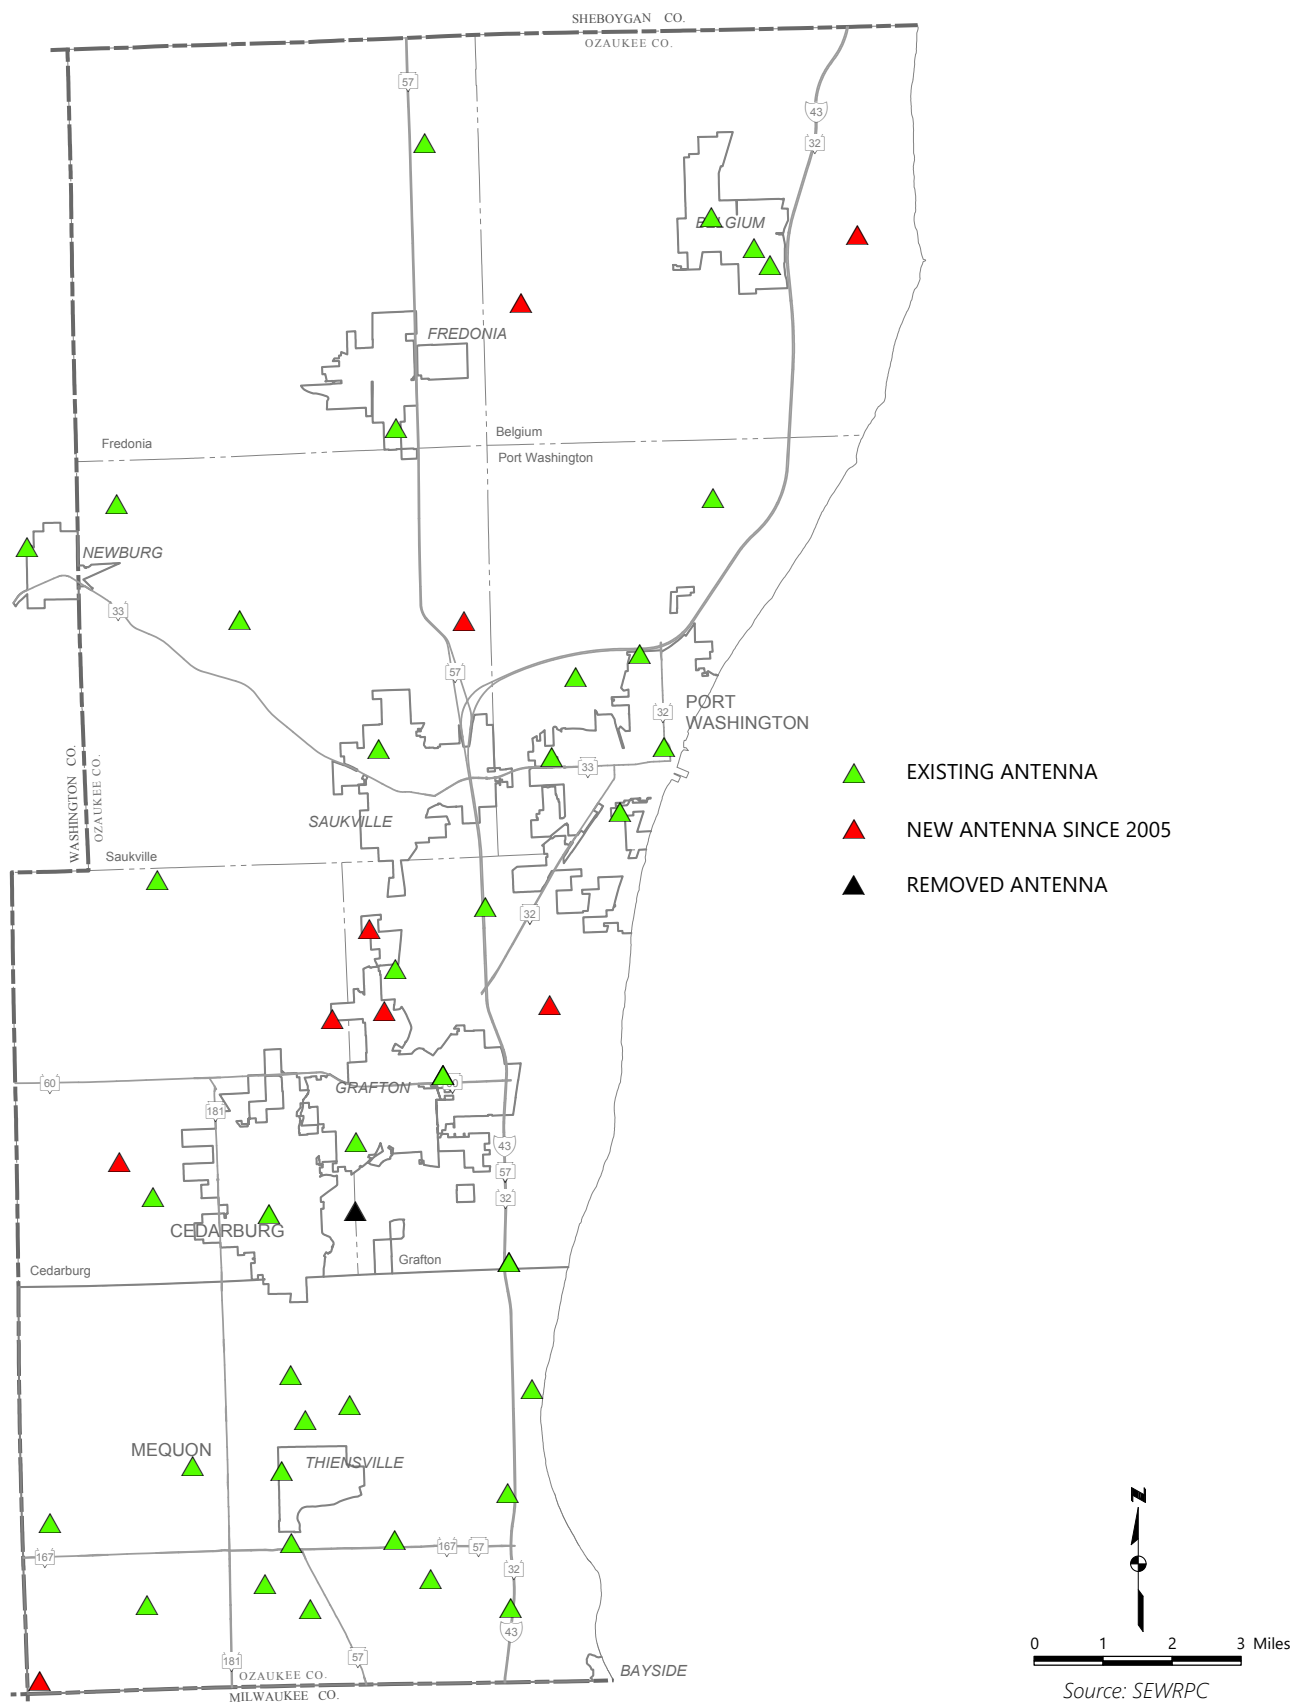 SHEBOYGAN CO.
OZAUKEE CO.
57
43
32
BELGIUM
FREDONIA
Fredonia
Belgium
Port Washington
NEWBURG
33
57
PORT
WASHINGTON
32
33
WASHINGTON CO.
OZAUKEE CO.
SAUKVILLE
Saukville
EXISTING ANTENNA
NEW ANTENNA SINCE 2005
REMOVED ANTENNA
32
60
GRAFTON
60
181
43
57
32
CEDARBURG
Cedarburg
Grafton
MEQUON
THIENSVILLE
167
167
57
32
43
181
57
OZAUKEE CO.
MILWAUKEE CO.
BAYSIDE
N
0 1 2 3 Miles
Source: SEWRPC